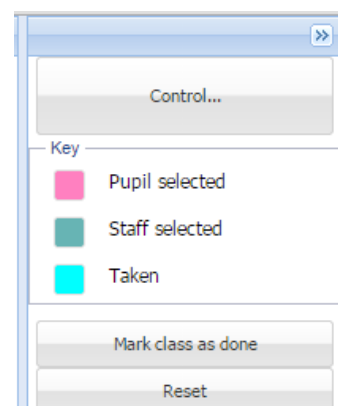 Control...
Key
Pupil selected
Staff selected
Taken
Mark class as done
Reset